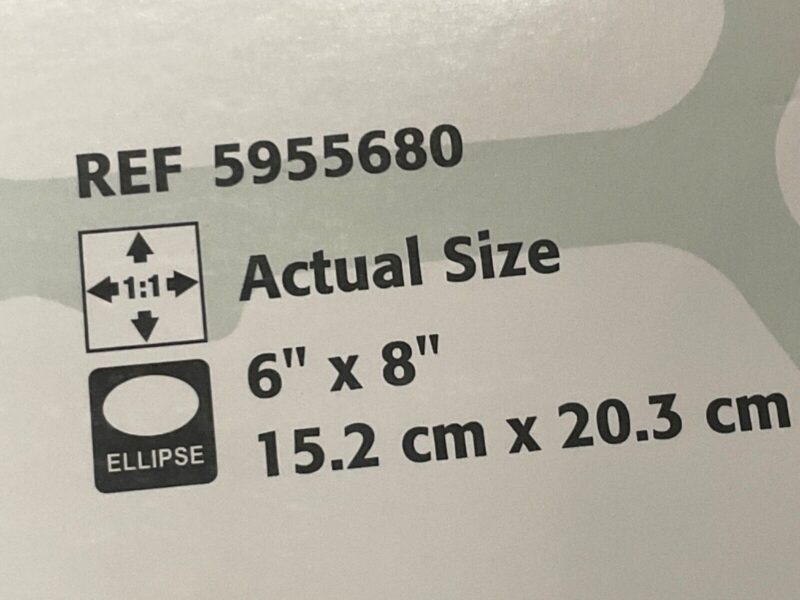 REF 5955680
1:1
Actual Size
6" x 8"
ELLIPSE
15.2 cm x 20.3 cm